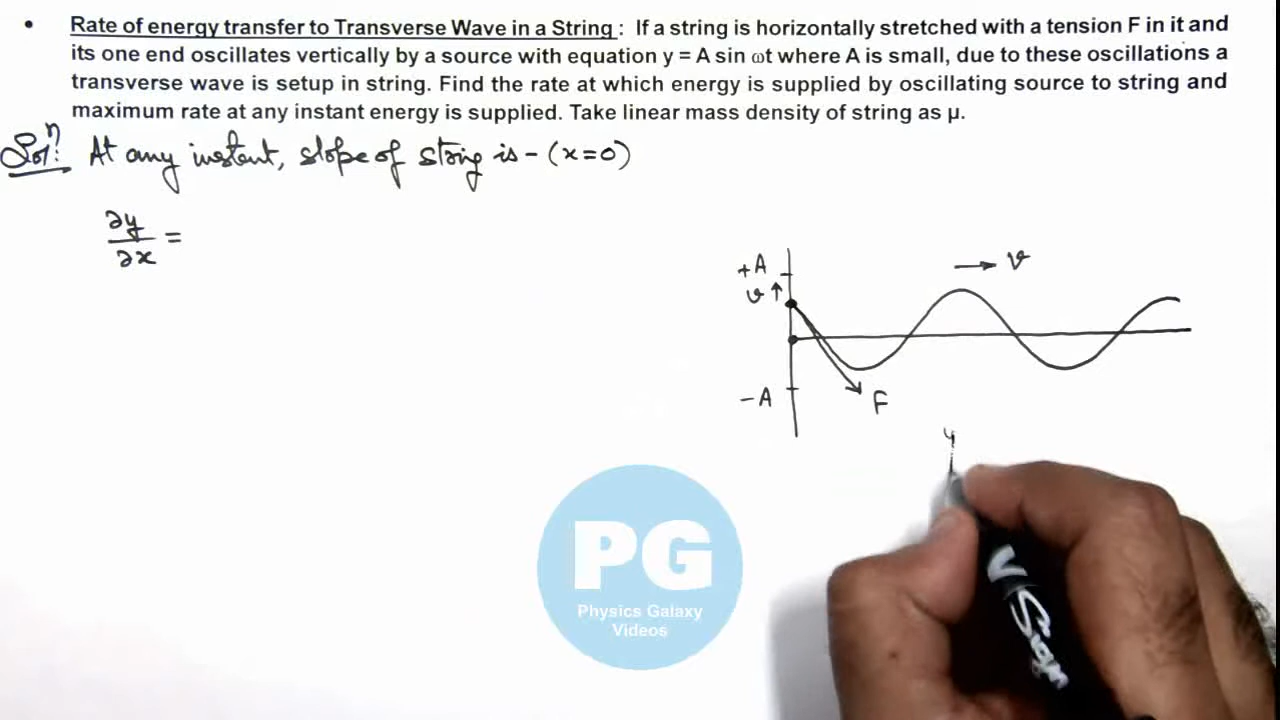 • Rate of energy transfer to Transverse Wave in a String : If a string is horizontally stretched with a tension F in it and
its one end oscillates vertically by a source with equation y = A sin ωt where A is small, due to these oscillations a
transverse wave is setup in string. Find the rate at which energy is supplied by oscillating source to string and
maximum rate at any instant energy is supplied. Take linear mass density of string as µ.
Solⁿ: At any instant, slope of string is - (x=0)
∂y/∂x =
+A
v ↑
→ v
-A
F
y
PG
Physics Galaxy
Videos